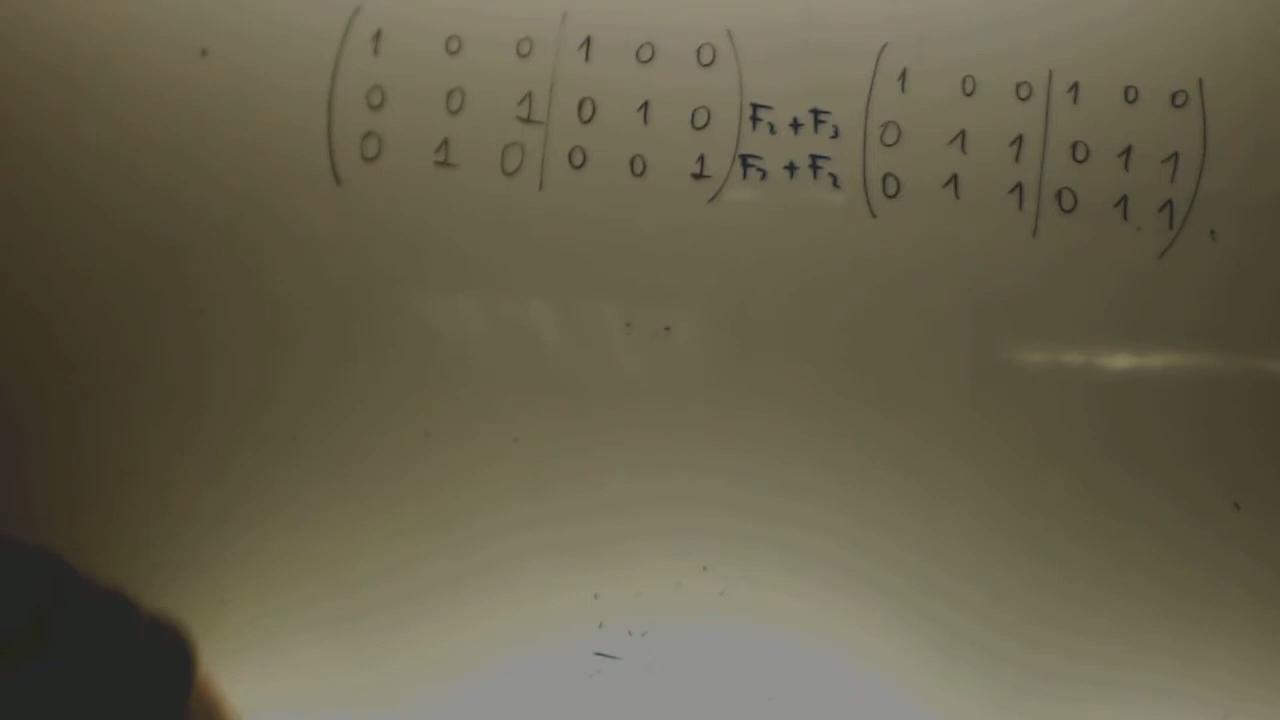 1 0 0 | 1 0 0 1 0 0 | 1 0 0
0 0 1 | 0 1 0 F₂ + F₃ 0 1 1 | 0 1 1
0 1 0 | 0 0 1 F₃ + F₂ 0 1 1 | 0 1 1